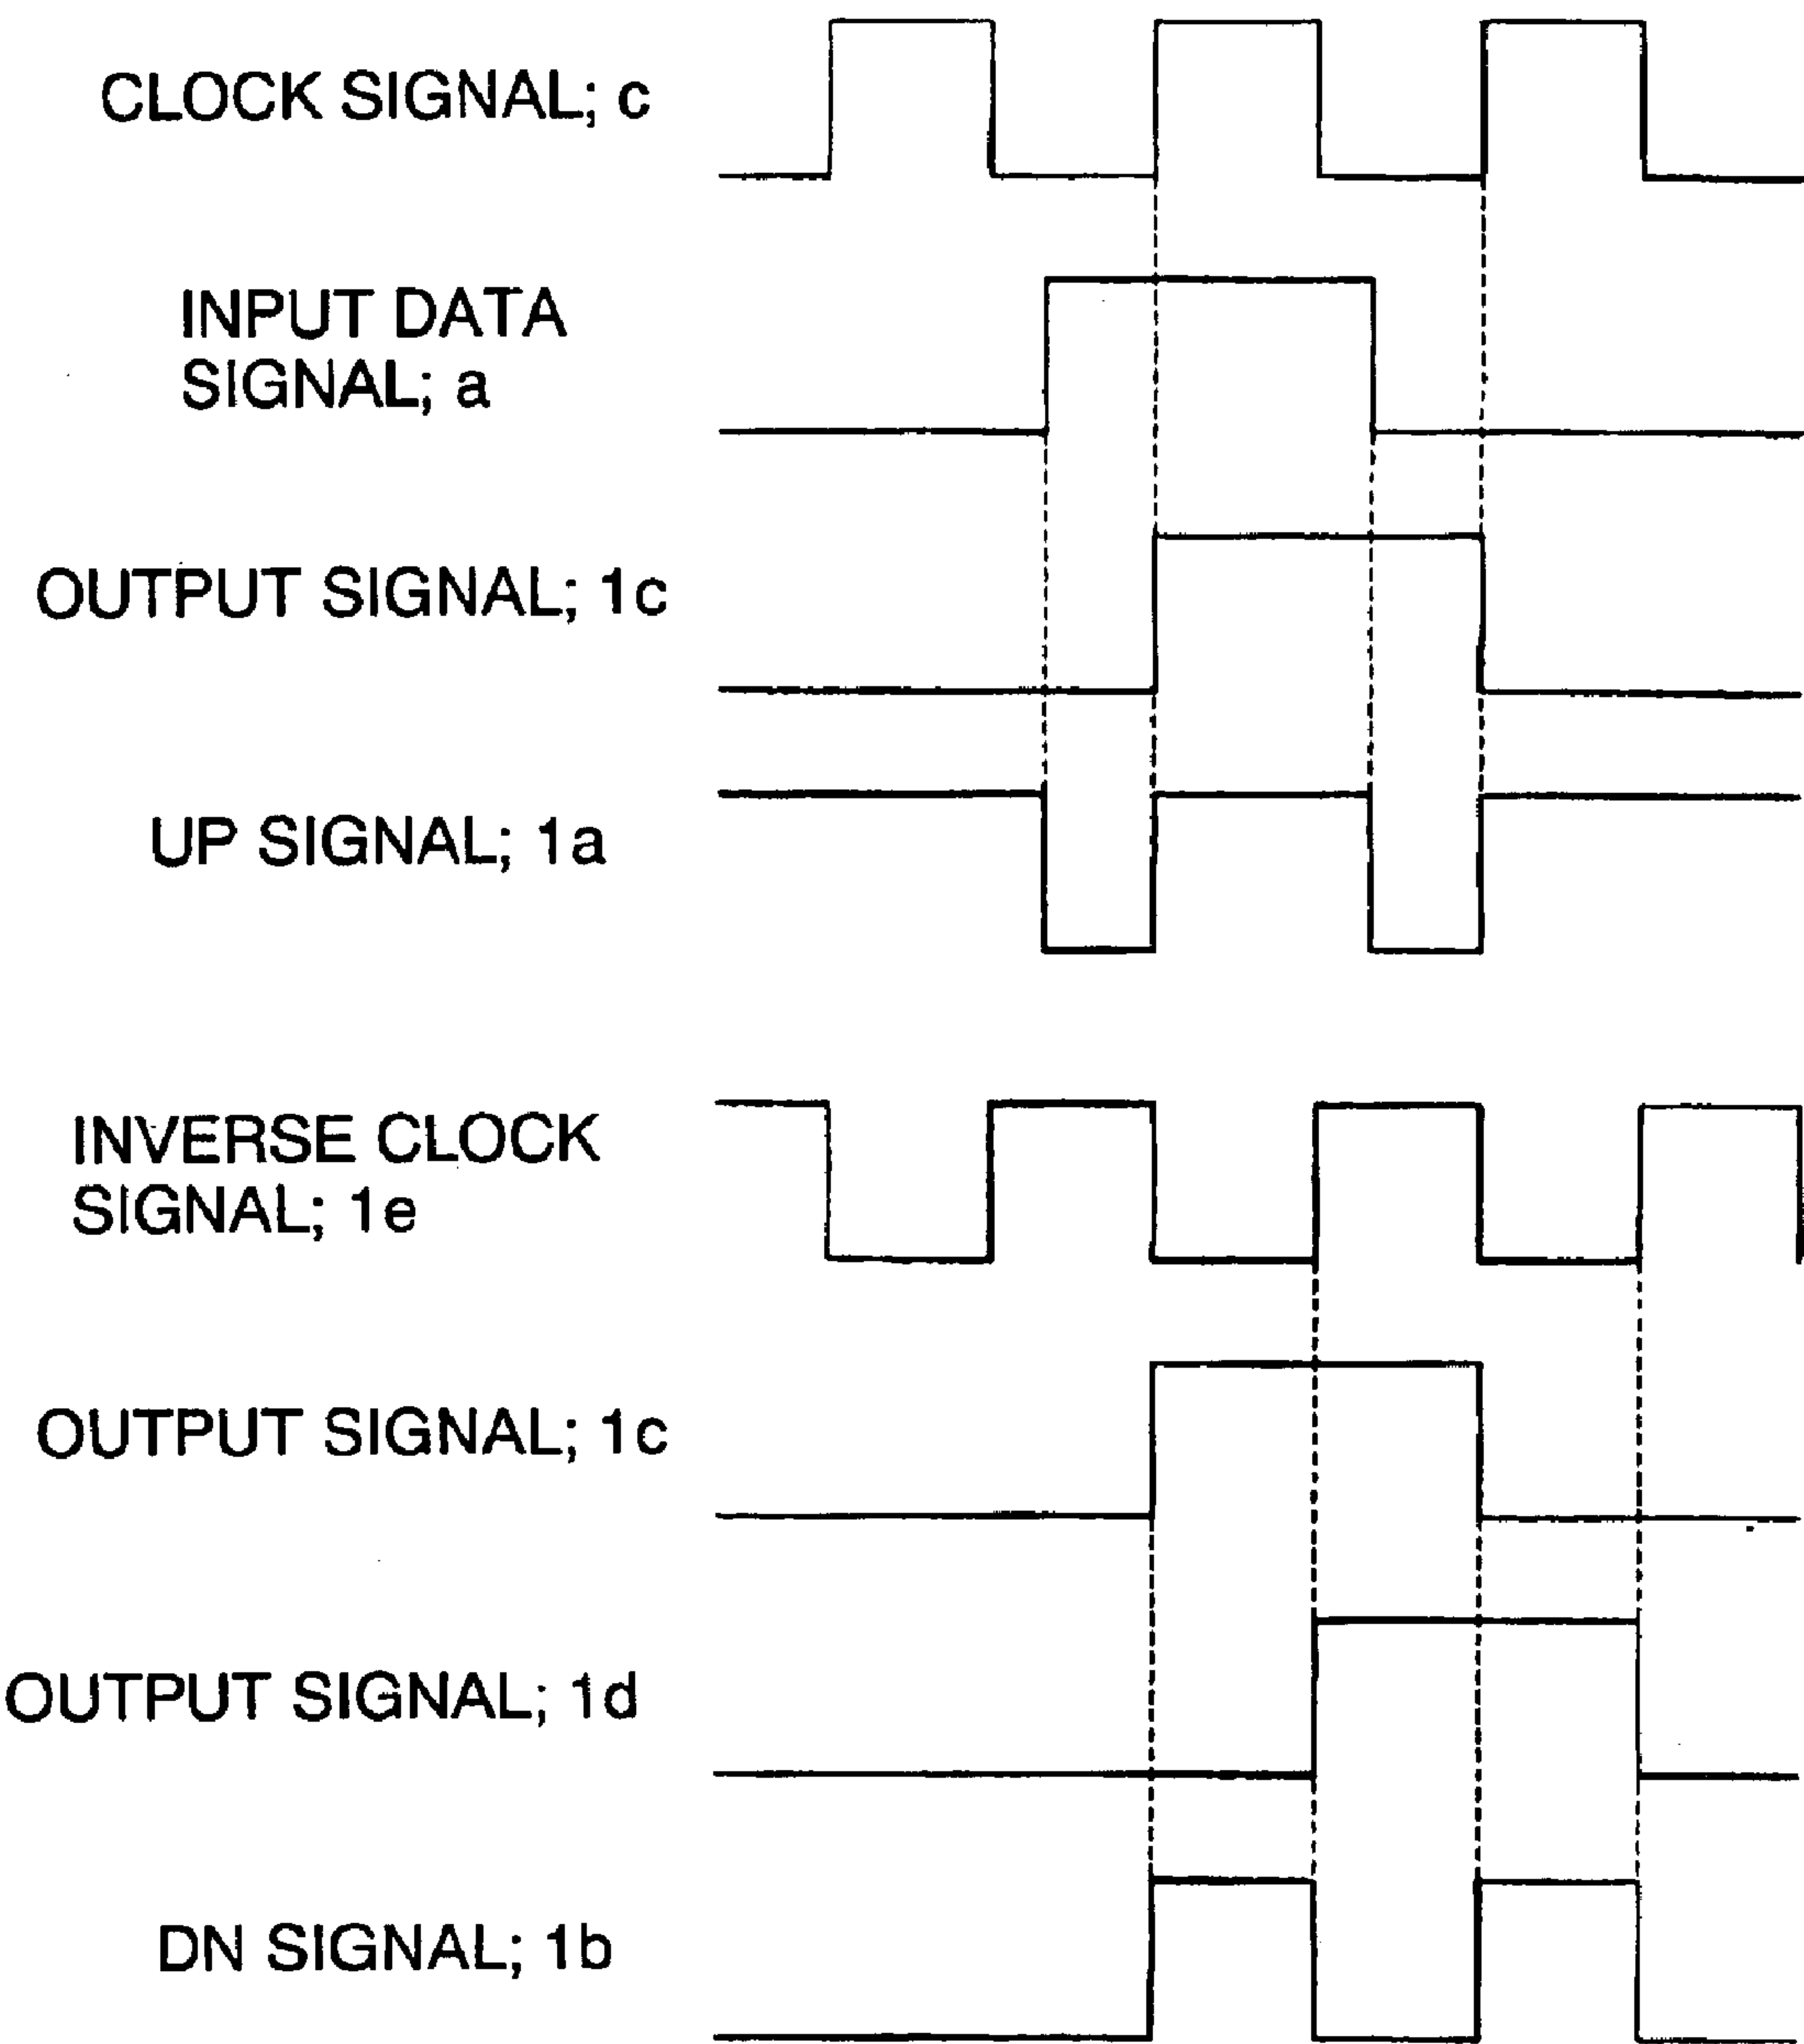 CLOCK SIGNAL; c
INPUT DATA
SIGNAL; a
OUTPUT SIGNAL; 1c
UP SIGNAL; 1a
INVERSE CLOCK
SIGNAL; 1e
OUTPUT SIGNAL; 1c
OUTPUT SIGNAL; 1d
DN SIGNAL; 1b